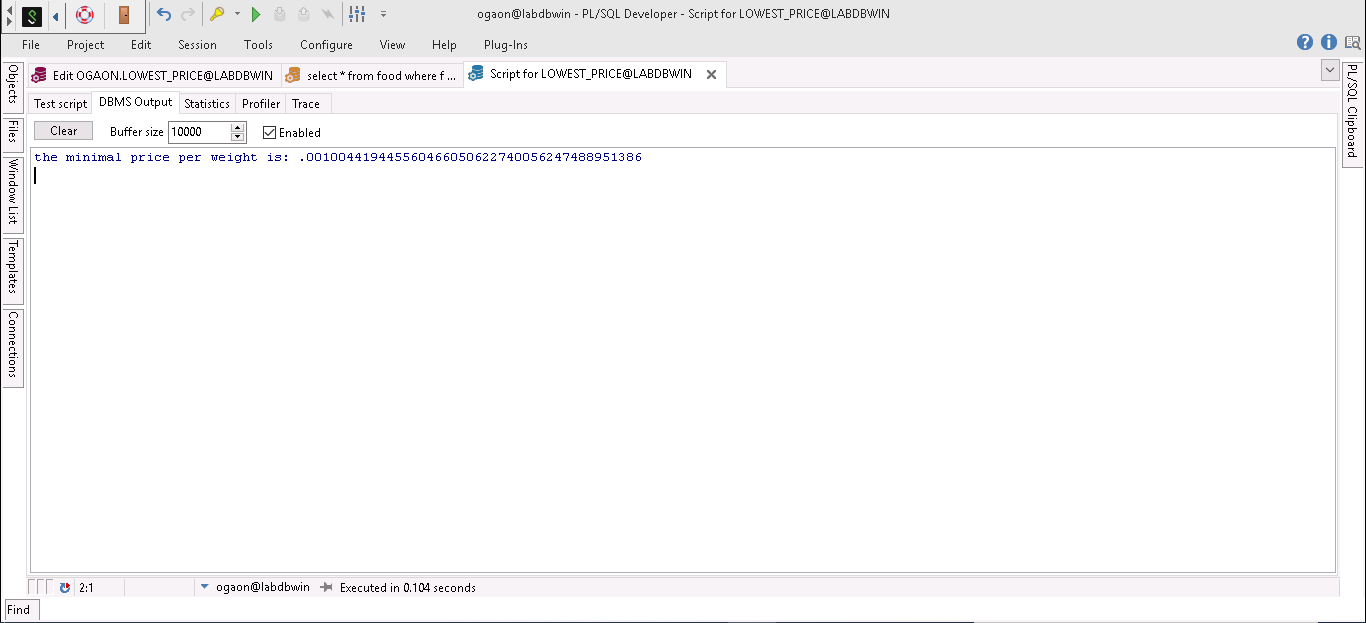 ogaon@labdbwin - PL/SQL Developer - Script for LOWEST_PRICE@LABDBWIN
File Project Edit Session Tools Configure View Help Plug-Ins
Edit OGAON.LOWEST_PRICE@LABDBWIN select * from food where f ... Script for LOWEST_PRICE@LABDBWIN
Test script DBMS Output Statistics Profiler Trace
Clear Buffer size 10000 Enabled
the minimal price per weight is: .00100441944556046605062274005624748895​1386
Objects
Files
Window List
Templates
Connections
PL/SQL Clipboard
2:1 ogaon@labdbwin Executed in 0.104 seconds
Find